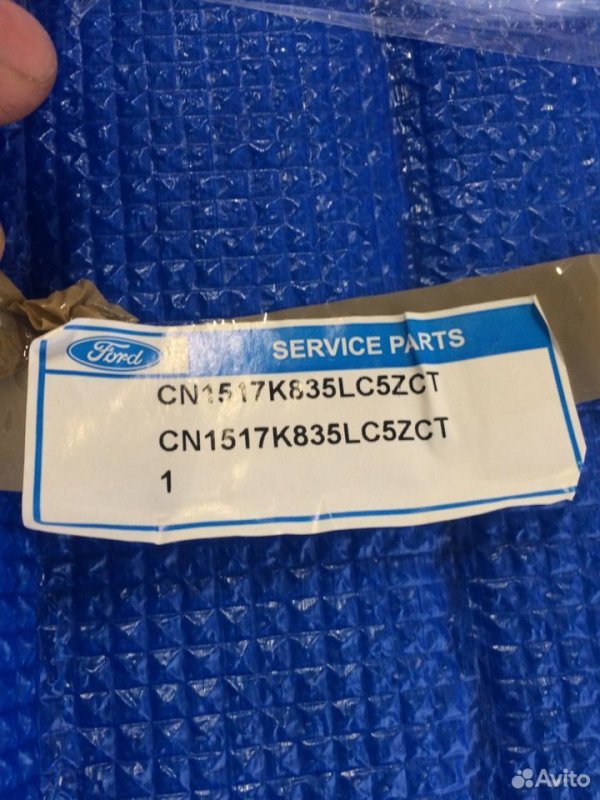 Ford
SERVICE PARTS
CN1517K835LC5ZCT
CN1517K835LC5ZCT
1
Avito